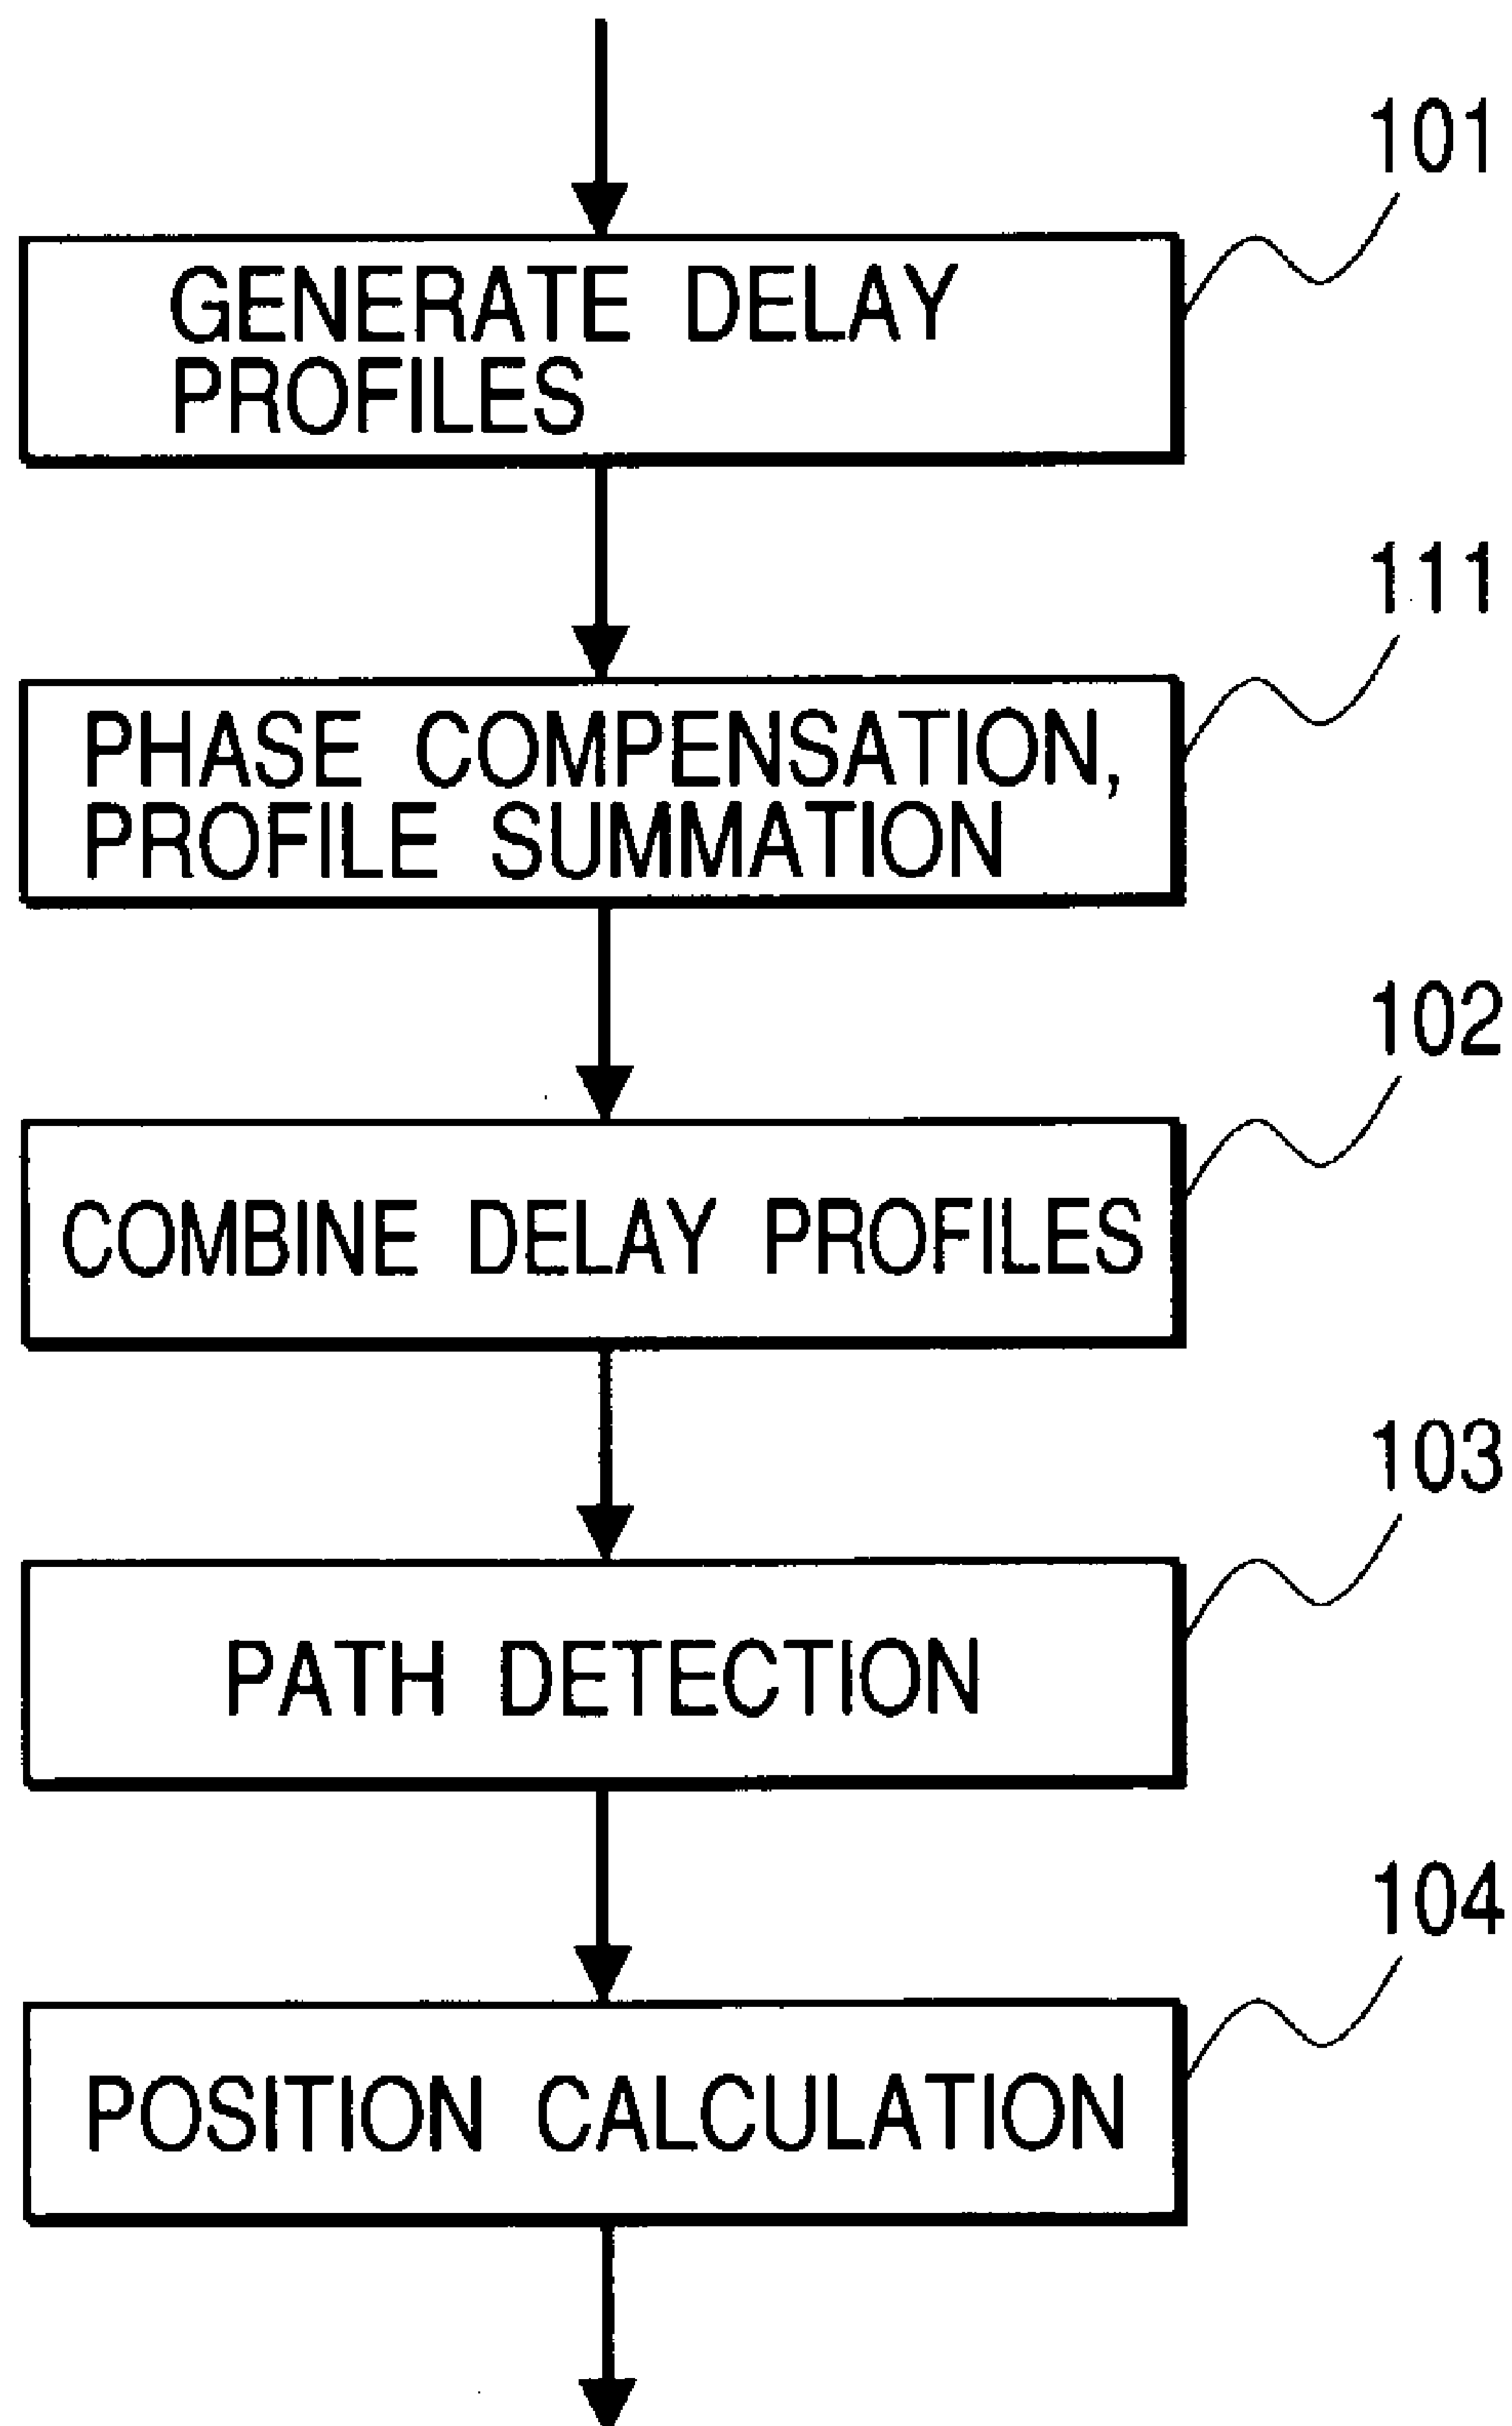 101
GENERATE DELAY
PROFILES
111
PHASE COMPENSATION,
PROFILE SUMMATION
102
COMBINE DELAY PROFILES
103
PATH DETECTION
104
POSITION CALCULATION